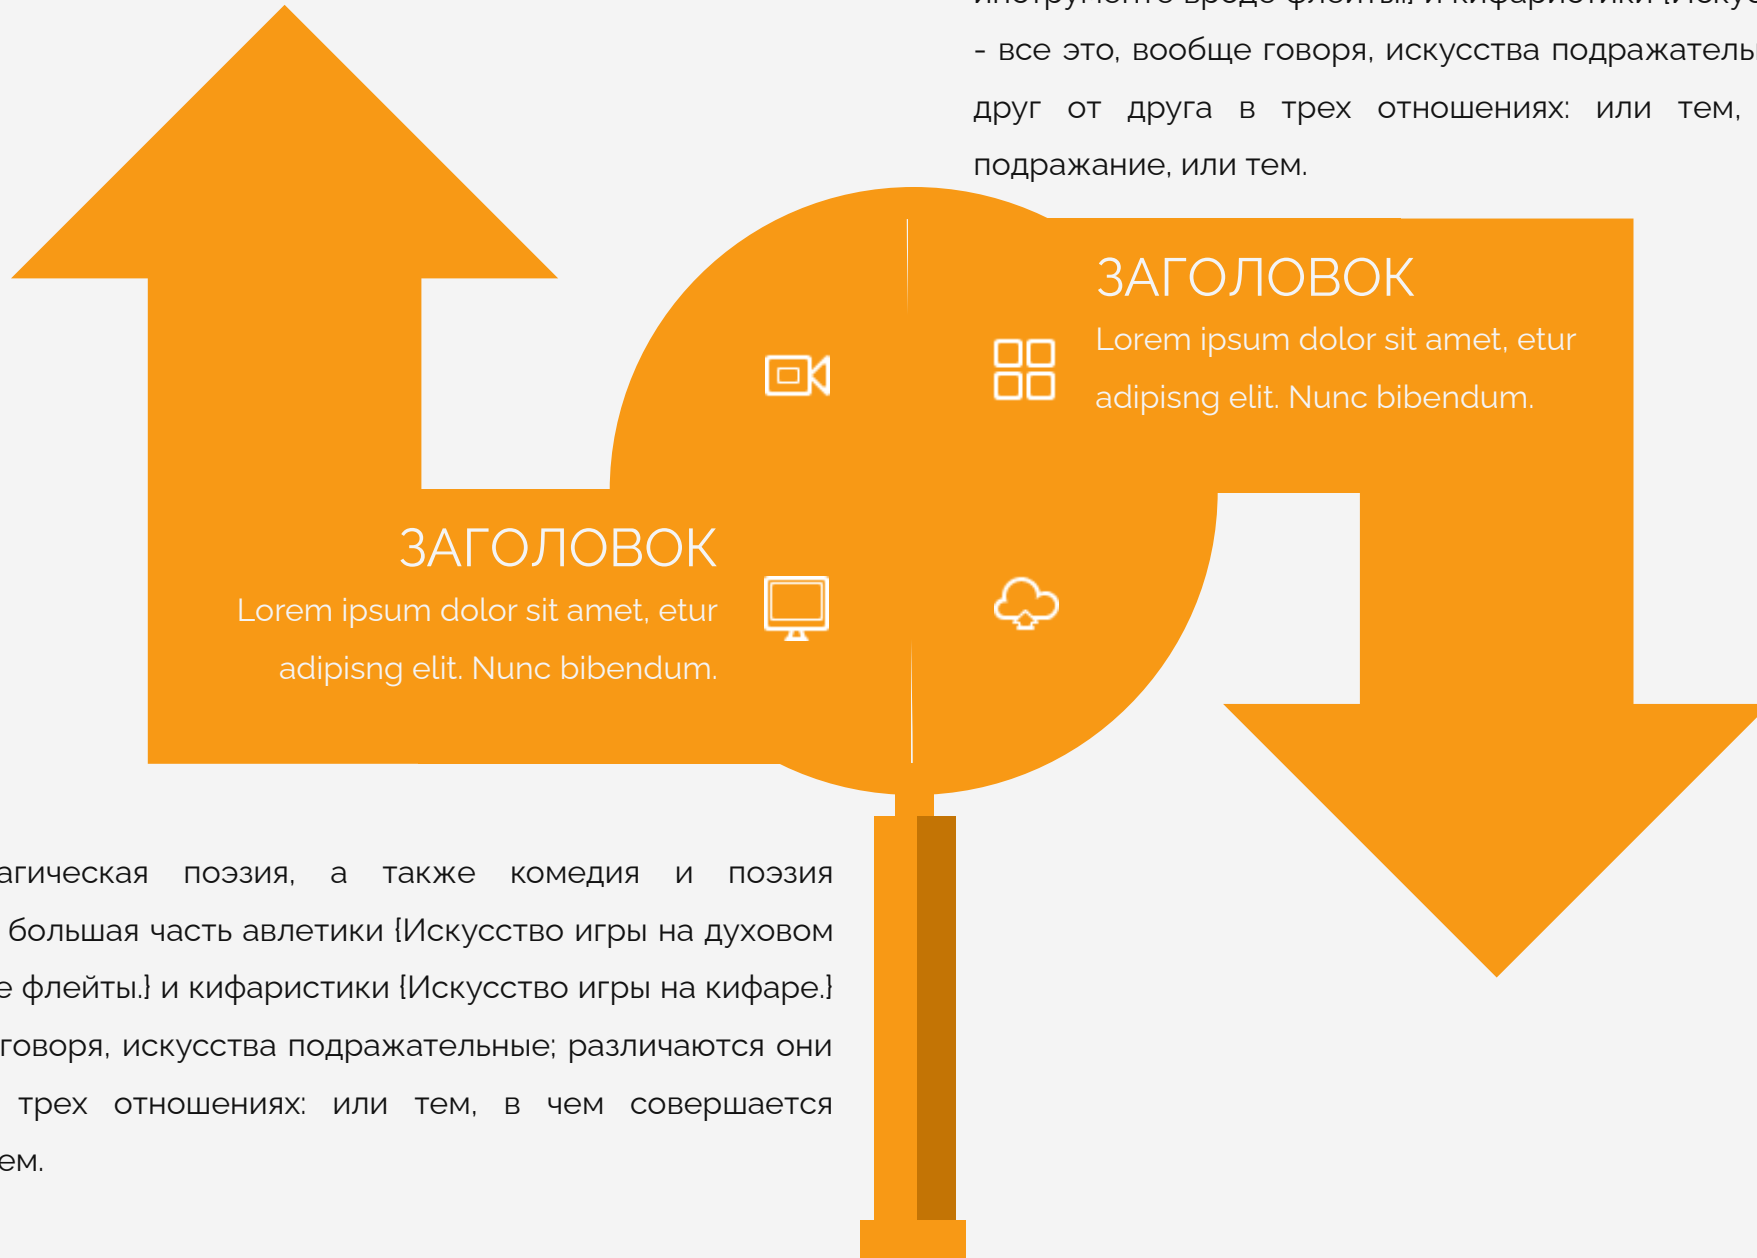 - все это, вообще говоря, искусства
друг от друга в трех отношениях: или тем,
подражание, или тем.
ЗАГОЛОВОК
Lorem ipsum dolor sit amet, etur
adipisng elit. Nunc bibendum.
ЗАГОЛОВОК
Lorem ipsum dolor sit amet, etur
adipisng elit. Nunc bibendum.
поэзия, а также комедия и поэзия
большая часть авлетики {Искусство игры на духовом
флейты.} и кифаристики {Искусство игры на кифаре.}
говоря, искусства подражательные; различаются они
трех отношениях: или тем, в чем совершается